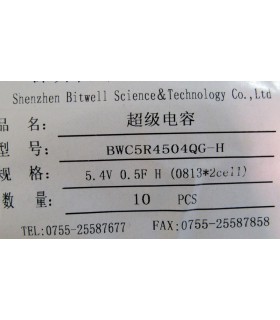 Shenzhen Bitwell Science&Technology Co.,Ltd
品 名: 超级电容
型 号: BWC5R4504QG-H
规 格: 5.4V 0.5F H (0813*2cell)
数 量: 10 PCS
TEL:0755-25587677 FAX:0755-25587858